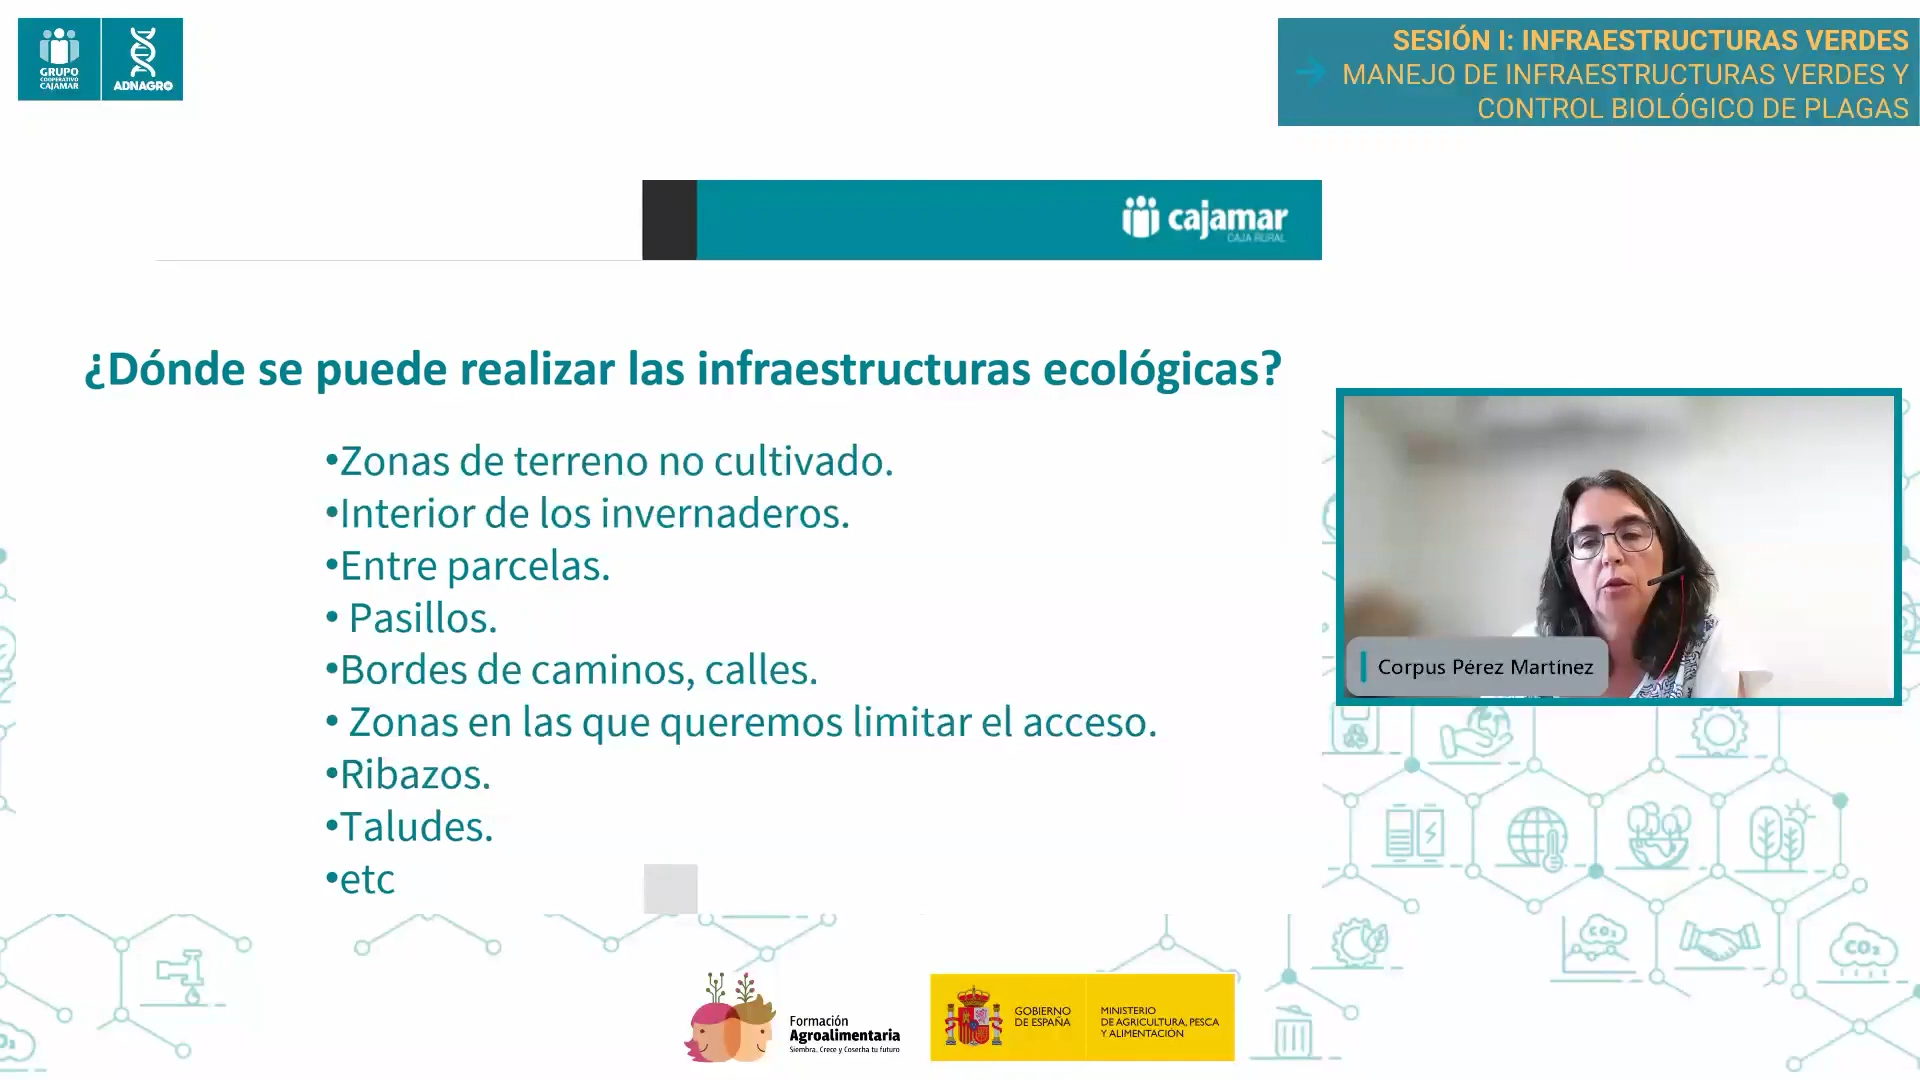 GRUPO
COOPERATIVO
CAJAMAR
ADNAGRO
SESIÓN I: INFRAESTRUCTURAS VERDES
MANEJO DE INFRAESTRUCTURAS VERDES Y
CONTROL BIOLÓGICO DE PLAGAS
cajamar
CAJA RURAL
¿Dónde se puede realizar las infraestructuras ecológicas?
•Zonas de terreno no cultivado.
•Interior de los invernaderos.
•Entre parcelas.
• Pasillos.
•Bordes de caminos, calles.
• Zonas en las que queremos limitar el acceso.
•Ribazos.
•Taludes.
•etc
Corpus Pérez Martínez
CO2
CO2
Formación
Agroalimentaria
Siembra, Crece y Cosecha tu futuro
GOBIERNO
DE ESPAÑA
MINISTERIO
DE AGRICULTURA, PESCA
Y ALIMENTACIÓN